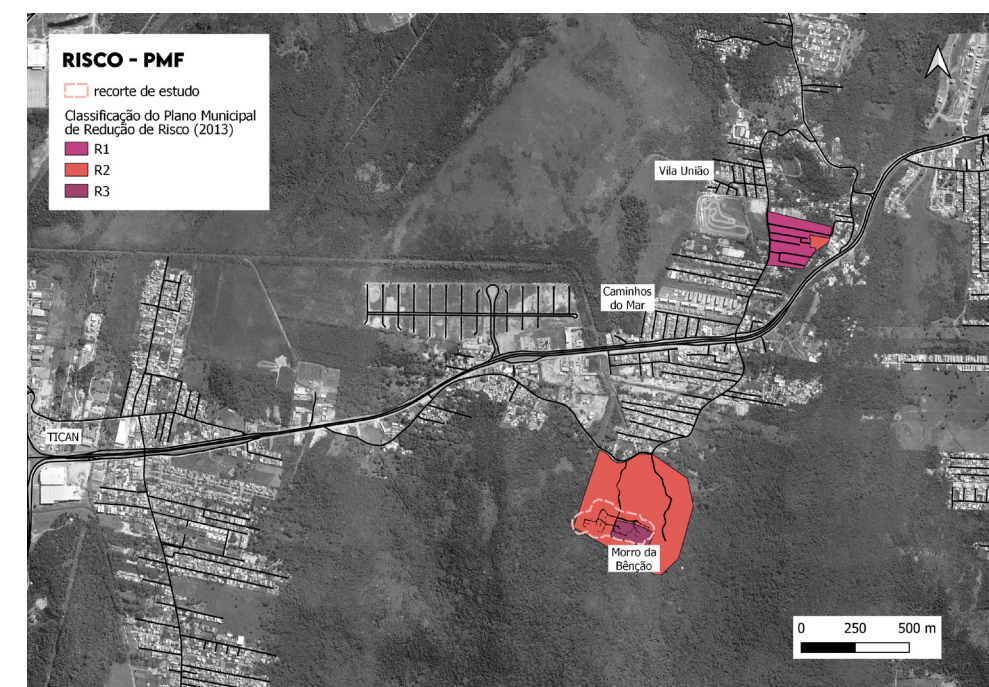 RISCO - PMF
recorte de estudo
Classificação do Plano Municipal
de Redução de Risco (2013)
R1
R2
R3
Vila União
Caminhos
do Mar
TICAN
Morro da
Bênção
0 250 500 m